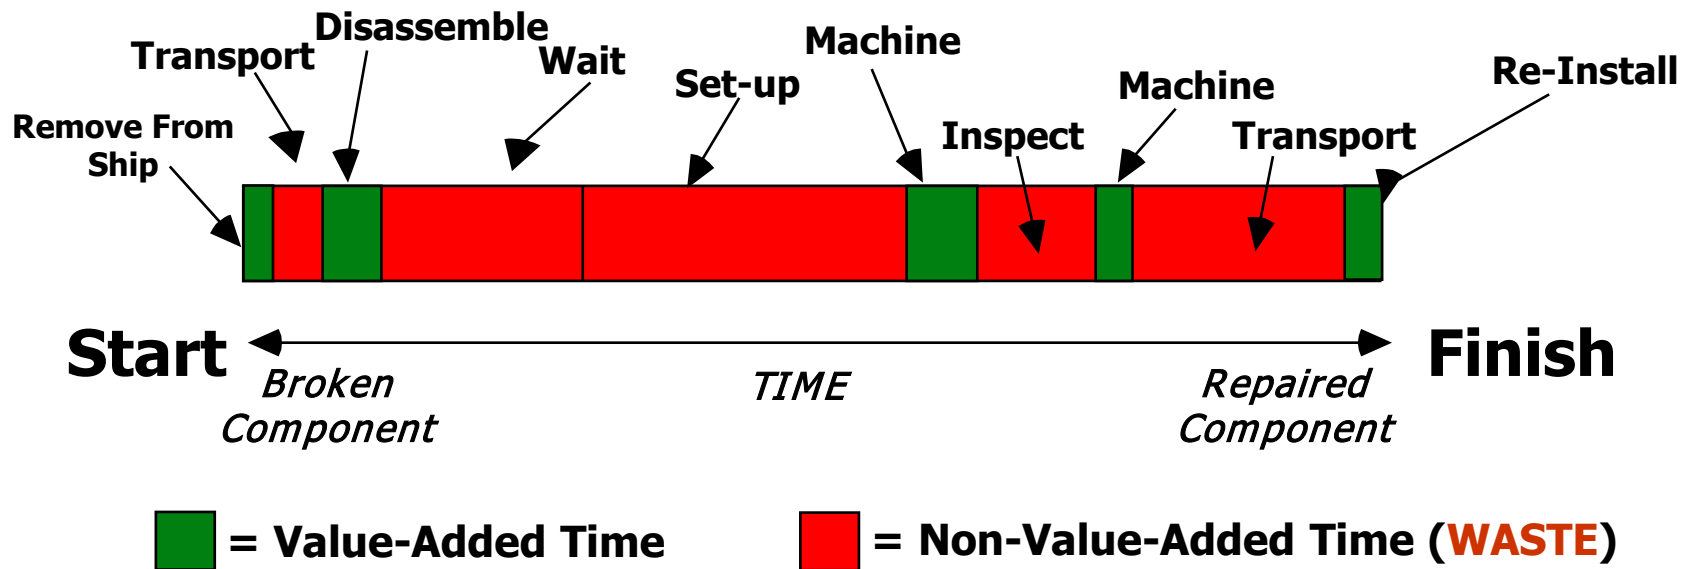 Disassemble
Transport
Wait
Machine
Set-up
Machine
Re-Install
Remove From
Ship
Inspect
Transport
Start
Finish
Broken
Component
TIME
Repaired
Component
= Value-Added Time
= Non-Value-Added Time (WASTE)